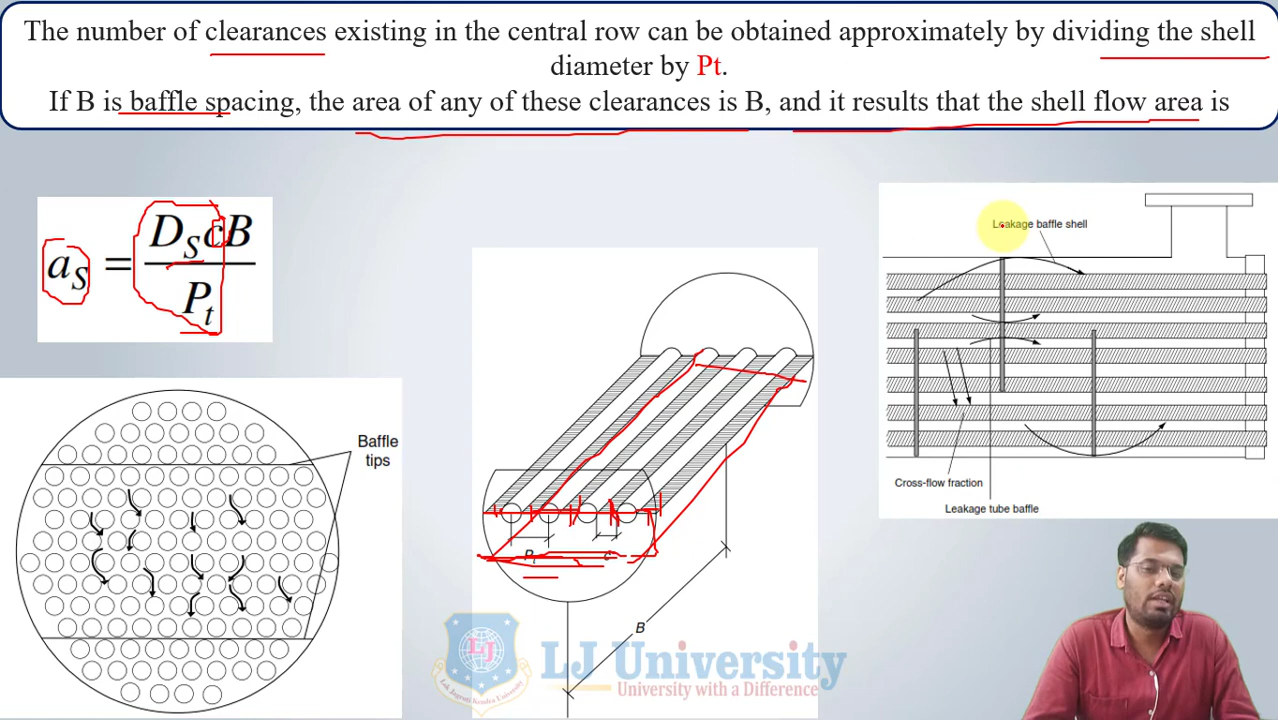 The number of clearances existing in the central row can be obtained approximately by dividing the shell
diameter by Pt.
If B is baffle spacing, the area of any of these clearances is B, and it results that the shell flow area is
a_S = D_S c B / P_t
Leakage baffle shell
Baffle
tips
Cross-flow fraction
Leakage tube baffle
P_t
c
B
LJ
LJ University
University with a Difference